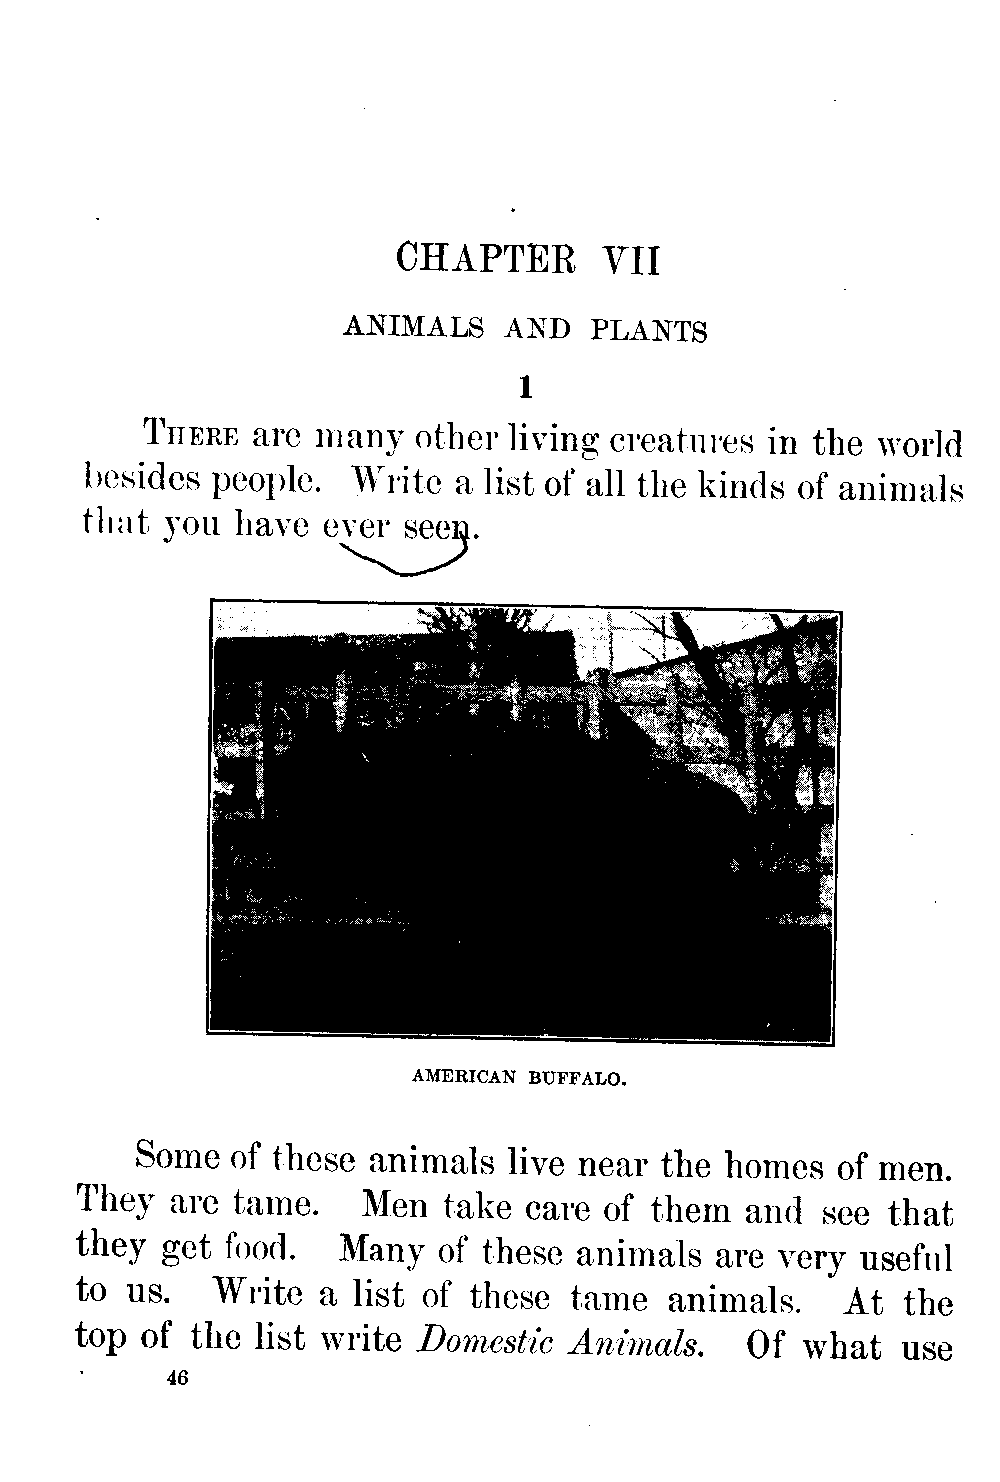 CHAPTER VII
ANIMALS AND PLANTS
1
THERE are many other living creatures in the world
besides people. Write a list of all the kinds of animals
that you have ever seen.
AMERICAN BUFFALO.
Some of these animals live near the homes of men.
They are tame. Men take care of them and see that
they get food. Many of these animals are very useful
to us. Write a list of these tame animals. At the
top of the list write Domestic Animals. Of what use
46